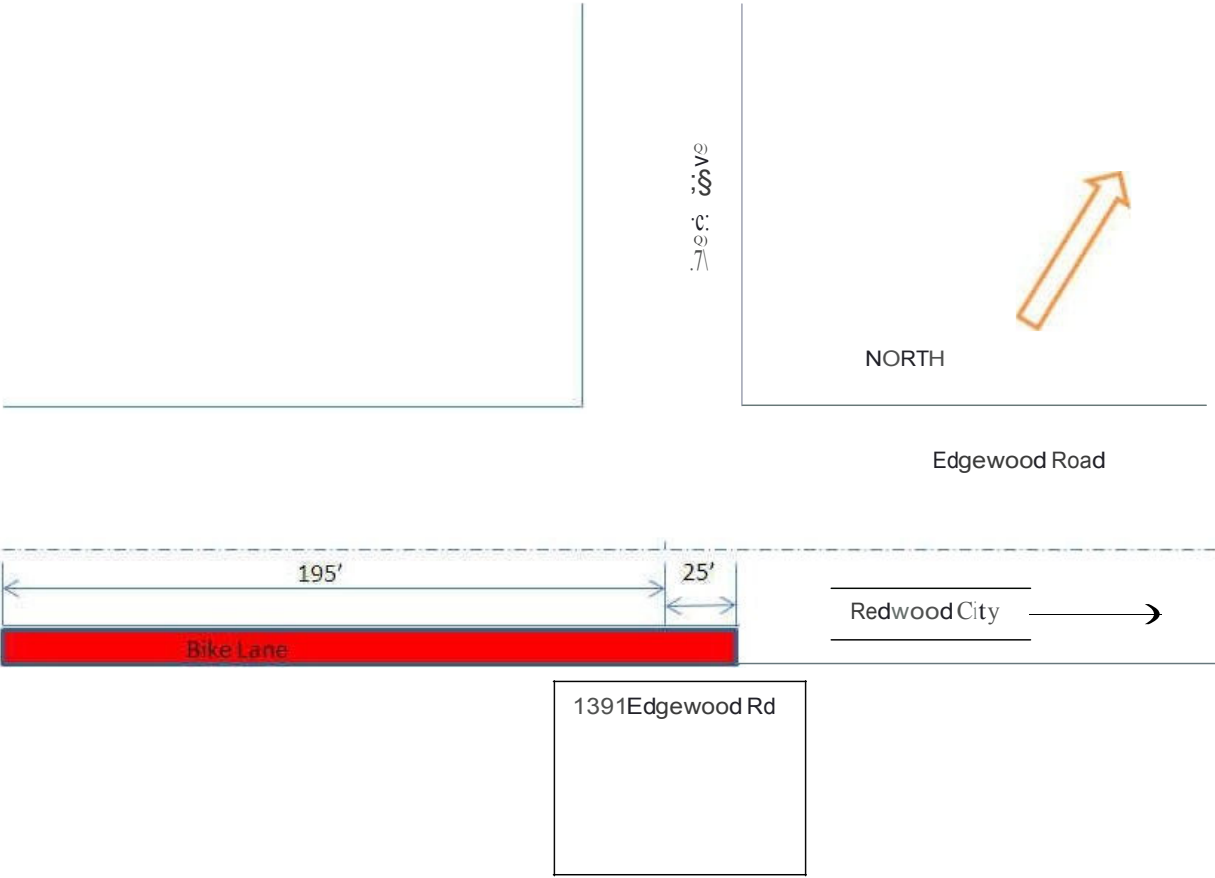 NORTH
Edgewood Road
195’
25’
Redwood City
Bike Lane
1391Edgewood Rd